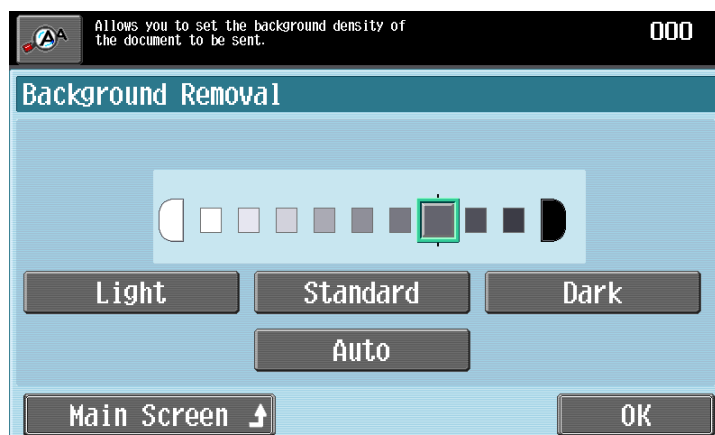 Allows you to set the background density of
the document to be sent.
000
Background Removal
Light
Standard
Dark
Auto
Main Screen
OK